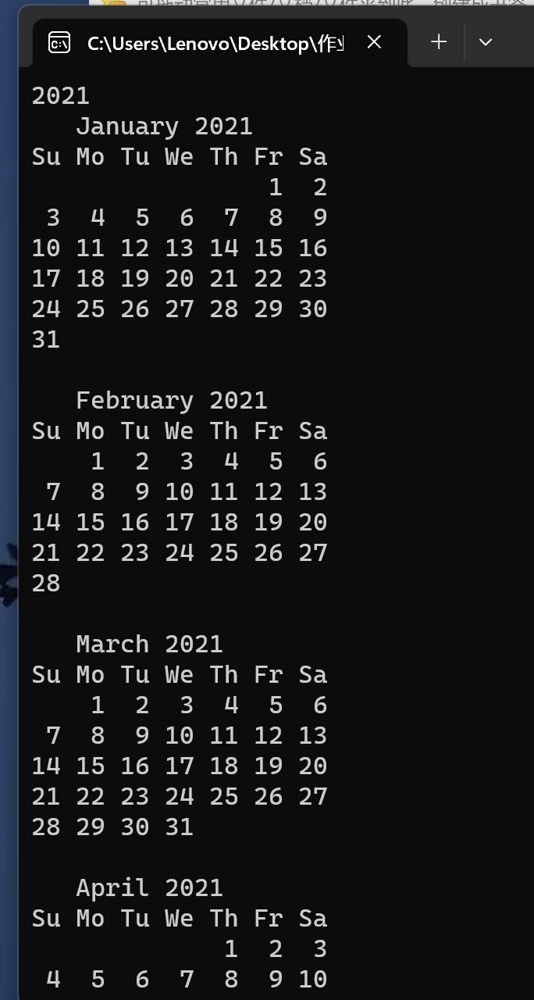 C:\Users\Lenovo\Desktop\作
2021
   January 2021
Su Mo Tu We Th Fr Sa
                1  2
 3  4  5  6  7  8  9
10 11 12 13 14 15 16
17 18 19 20 21 22 23
24 25 26 27 28 29 30
31
   February 2021
Su Mo Tu We Th Fr Sa
    1  2  3  4  5  6
 7  8  9 10 11 12 13
14 15 16 17 18 19 20
21 22 23 24 25 26 27
28
   March 2021
Su Mo Tu We Th Fr Sa
    1  2  3  4  5  6
 7  8  9 10 11 12 13
14 15 16 17 18 19 20
21 22 23 24 25 26 27
28 29 30 31
   April 2021
Su Mo Tu We Th Fr Sa
             1  2  3
 4  5  6  7  8  9 10